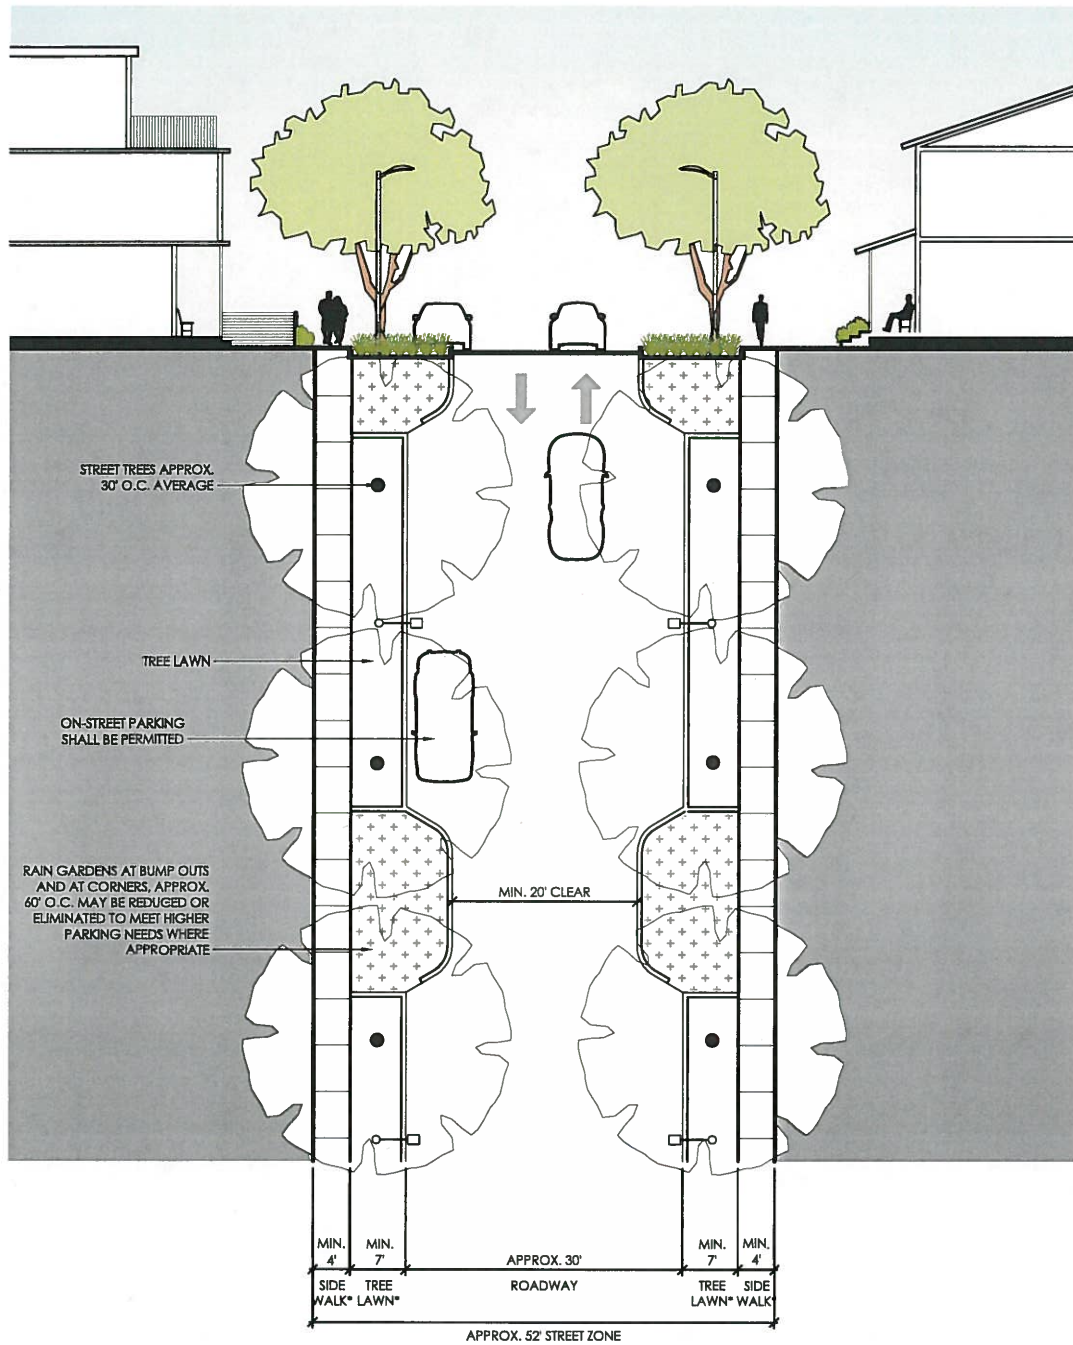 STREET TREES APPROX.
30' O.C. AVERAGE
TREE LAWN
ON-STREET PARKING
SHALL BE PERMITTED
RAIN GARDENS AT BUMP OUTS
AND AT CORNERS, APPROX.
60' O.C. MAY BE REDUCED OR
ELIMINATED TO MEET HIGHER
PARKING NEEDS WHERE
APPROPRIATE
MIN. 20' CLEAR
MIN.
4'
MIN.
7'
APPROX. 30'
MIN.
7'
MIN.
4'
SIDE
WALK*
TREE
LAWN*
ROADWAY
TREE
LAWN*
SIDE
WALK*
APPROX. 52' STREET ZONE